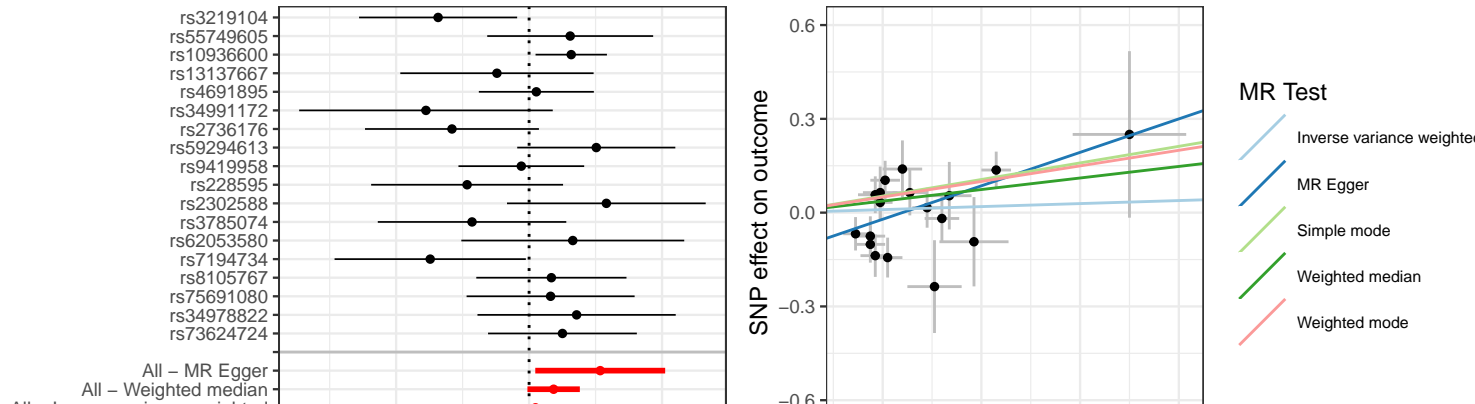 rs3219104
rs55749605
rs10936600
rs13137667
rs4691895
rs34991172
rs2736176
rs59294613
rs9419958
rs228595
rs2302588
rs3785074
rs62053580
rs7194734
rs8105767
rs75691080
rs34978822
rs73624724
All − MR Egger
All − Weighted median
SNP effect on outcome
0.6
0.3
0.0
−0.3
−0.6
MR Test
Inverse variance weighted
MR Egger
Simple mode
Weighted median
Weighted mode